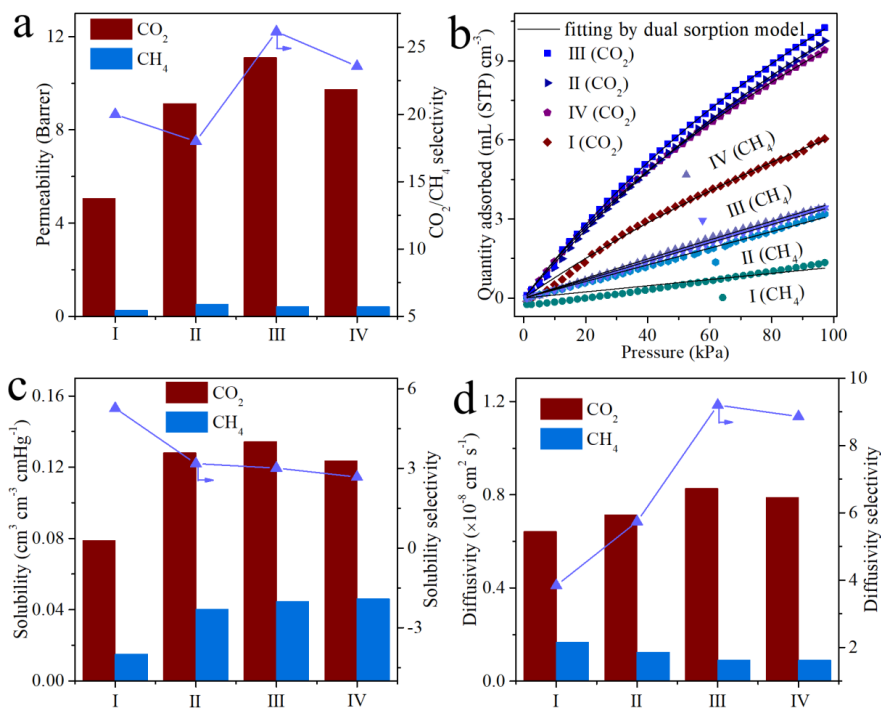 a
CO₂
CH₄
Permeability (Barrer)
12
8
4
0
I
II
III
IV
25
20
15
10
5
CO₂/CH₄ selectivity
b
fitting by dual sorption model
III (CO₂)
II (CO₂)
IV (CO₂)
I (CO₂)
IV (CH₄)
III (CH₄)
II (CH₄)
I (CH₄)
Quantity adsorbed (mL (STP) cm⁻³)
9
6
3
0
0
20
40
60
80
100
Pressure (kPa)
c
CO₂
CH₄
Solubility (cm³ cm⁻³ cmHg⁻¹)
0.16
0.12
0.08
0.04
0.00
I
II
III
IV
6
3
0
-3
Solubility selectivity
d
CO₂
CH₄
Diffusivity (×10⁻⁸ cm² s⁻¹)
1.2
0.8
0.4
0.0
I
II
III
IV
10
8
6
4
2
Diffusivity selectivity